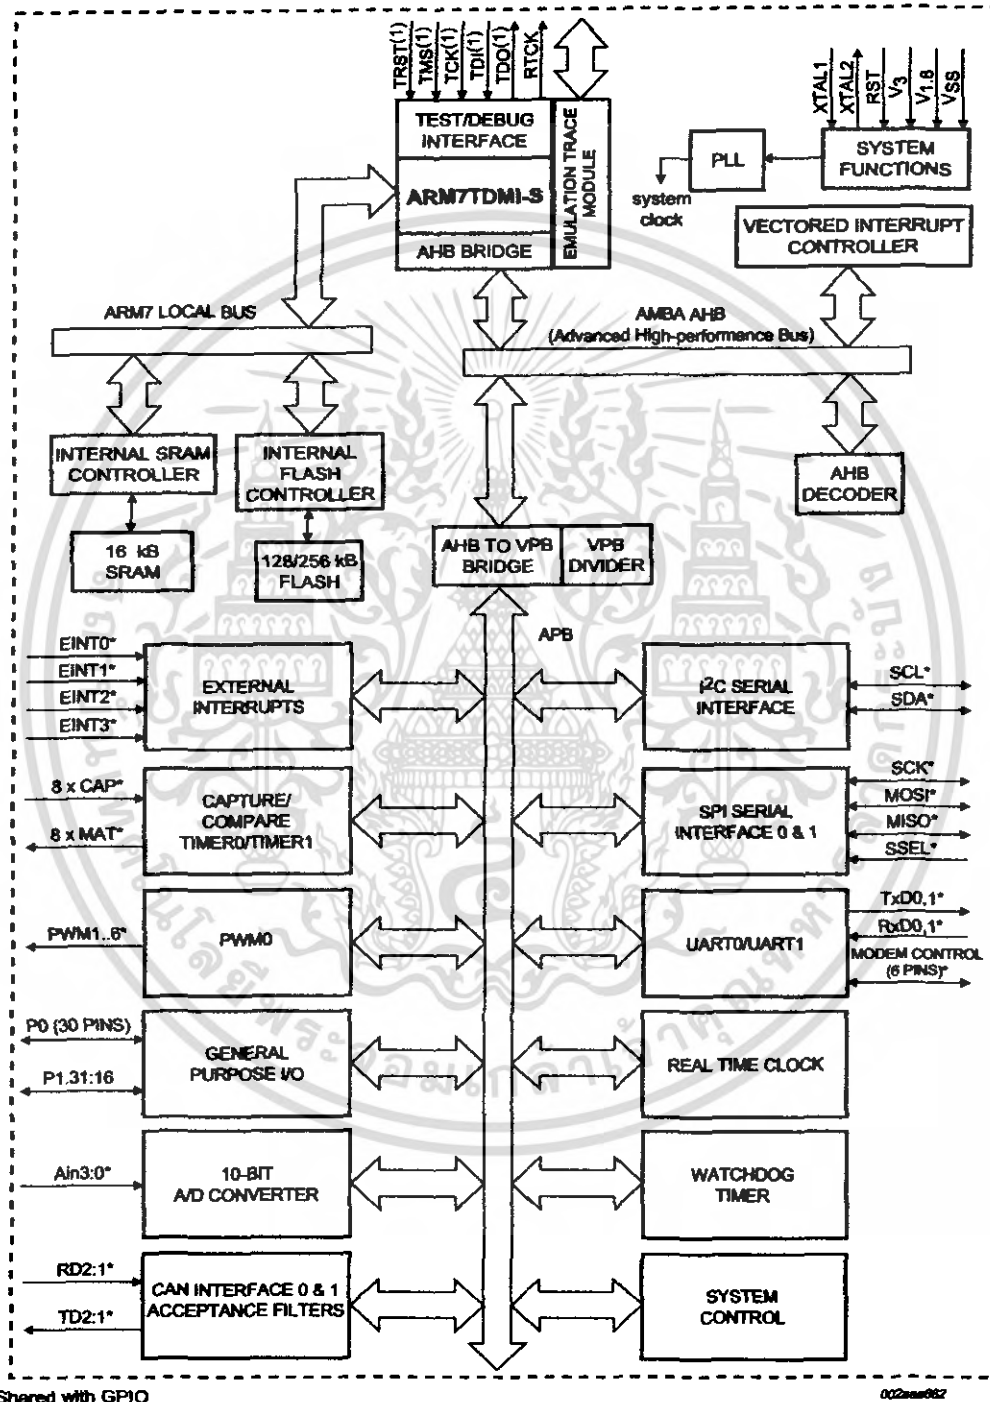 TRST(1)
TMS(1)
TCK(1)
TDI(1)
TDO(1)
RTCK
XTAL1
XTAL2
RST
V3
V1.8
VSS
TEST/DEBUG
INTERFACE
EMULATION TRACE
MODULE
ARM7TDMI-S
AHB BRIDGE
PLL
SYSTEM
FUNCTIONS
system
clock
VECTORED INTERRUPT
CONTROLLER
ARM7 LOCAL BUS
AMBA AHB
(Advanced High-performance Bus)
INTERNAL SRAM
CONTROLLER
INTERNAL
FLASH
CONTROLLER
AHB
DECODER
16 kB
SRAM
128/256 kB
FLASH
AHB TO VPB
BRIDGE
VPB
DIVIDER
APB
EINT0*
EINT1*
EINT2*
EINT3*
EXTERNAL
INTERRUPTS
I2C SERIAL
INTERFACE
SCL*
SDA*
8 x CAP*
8 x MAT*
CAPTURE/
COMPARE
TIMER0/TIMER1
SPI SERIAL
INTERFACE 0 & 1
SCK*
MOSI*
MISO*
SSEL*
PWM1..6*
PWM0
UART0/UART1
TxD0,1*
RxD0,1*
MODEM CONTROL
(6 PINS)*
P0 (30 PINS)
P1.31:16
GENERAL
PURPOSE I/O
REAL TIME CLOCK
Ain3:0*
10-BIT
A/D CONVERTER
WATCHDOG
TIMER
RD2:1*
TD2:1*
CAN INTERFACE 0 & 1
ACCEPTANCE FILTERS
SYSTEM
CONTROL
Shared with GPIO
002aaa662